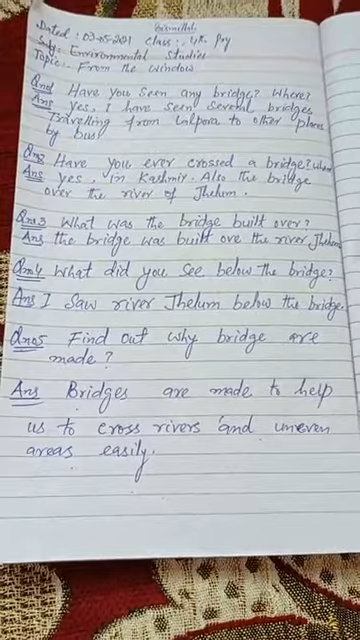 Bismillah
Dated: 03-05-2021 Class: 4th Pry
Sub: Environmental Studies
Topic: From the window
Qno1 Have you seen any bridge? Where?
Ans Yes, I have seen several bridges
Travelling from Lalpora to other places
by bus
Qno2 Have you ever crossed a bridge? when
Ans yes, in Kashmir. Also the bridge
over the river of Jhelum.
Qno3 What was the bridge built over?
Ans the bridge was built ove the river Jhelum
Qno4 What did you see below the bridge?
Ans I Saw river Jhelum below the bridge.
Qno5 Find out why bridge are
made?
Ans Bridges are made to help
us to cross rivers and uneven
areas easily.